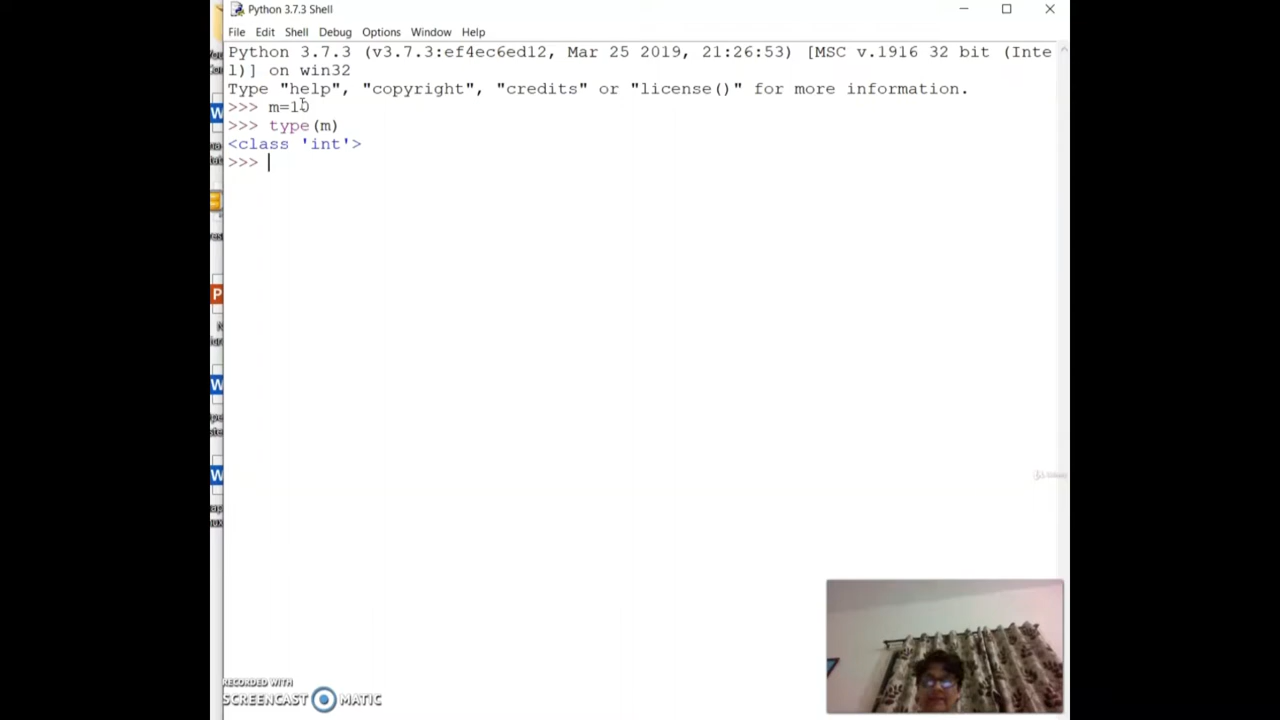 Python 3.7.3 Shell
File Edit Shell Debug Options Window Help
Python 3.7.3 (v3.7.3:ef4ec6ed12, Mar 25 2019, 21:26:53) [MSC v.1916 32 bit (Inte
l)] on win32
Type "help", "copyright", "credits" or "license()" for more information.
>>> m=10
>>> type(m)
<class 'int'>
>>>
RECORDED WITH
SCREENCAST MATIC